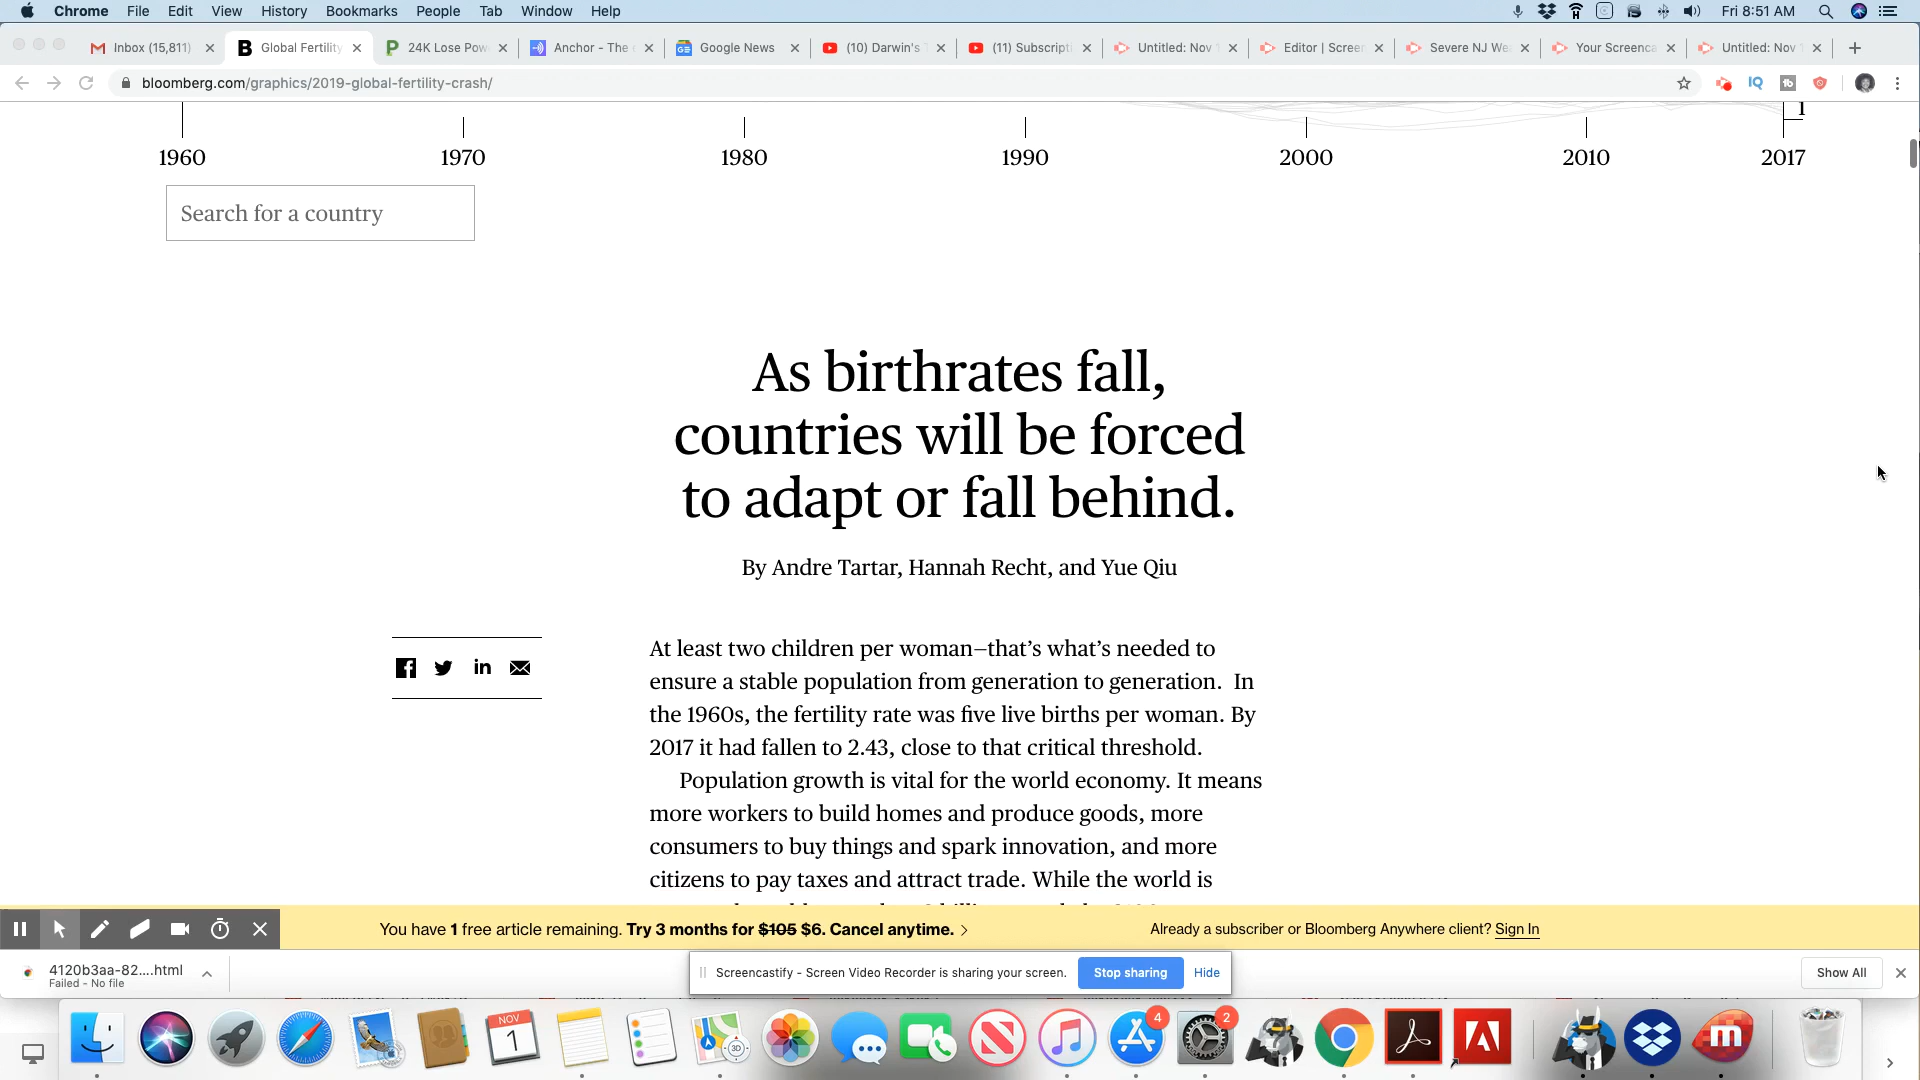 Chrome File Edit View History Bookmarks People Tab Window Help Fri 8:51 AM
Inbox (15,811) Global Fertility 24K Lose Pow Anchor - The Google News (10) Darwin's (11) Subscripti Untitled: Nov 1 Editor | Screen Severe NJ We Your Screenca Untitled: Nov 1
bloomberg.com/graphics/2019-global-fertility-crash/ IQ
1
1960 1970 1980 1990 2000 2010 2017
Search for a country
As birthrates fall,
countries will be forced
to adapt or fall behind.
By Andre Tartar, Hannah Recht, and Yue Qiu
At least two children per woman—that’s what’s needed to
ensure a stable population from generation to generation. In
the 1960s, the fertility rate was five live births per woman. By
2017 it had fallen to 2.43, close to that critical threshold.
Population growth is vital for the world economy. It means
more workers to build homes and produce goods, more
consumers to buy things and spark innovation, and more
citizens to pay taxes and attract trade. While the world is
You have 1 free article remaining. Try 3 months for $105 $6. Cancel anytime. Already a subscriber or Bloomberg Anywhere client? Sign In
4120b3aa-82....html
Failed - No file
Screencastify - Screen Video Recorder is sharing your screen. Stop sharing Hide
Show All
NOV
1
3D
4
2